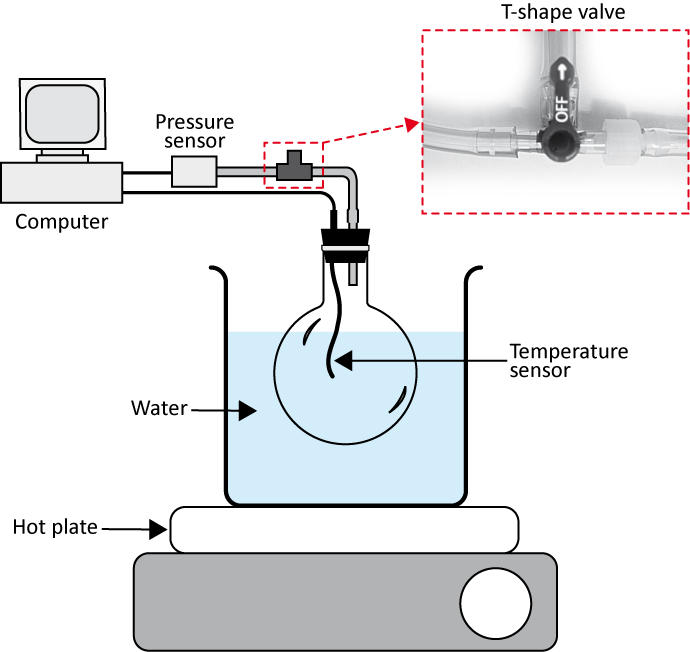 T-shape valve
OFF
Pressure
sensor
Computer
Temperature
sensor
Water
Hot plate